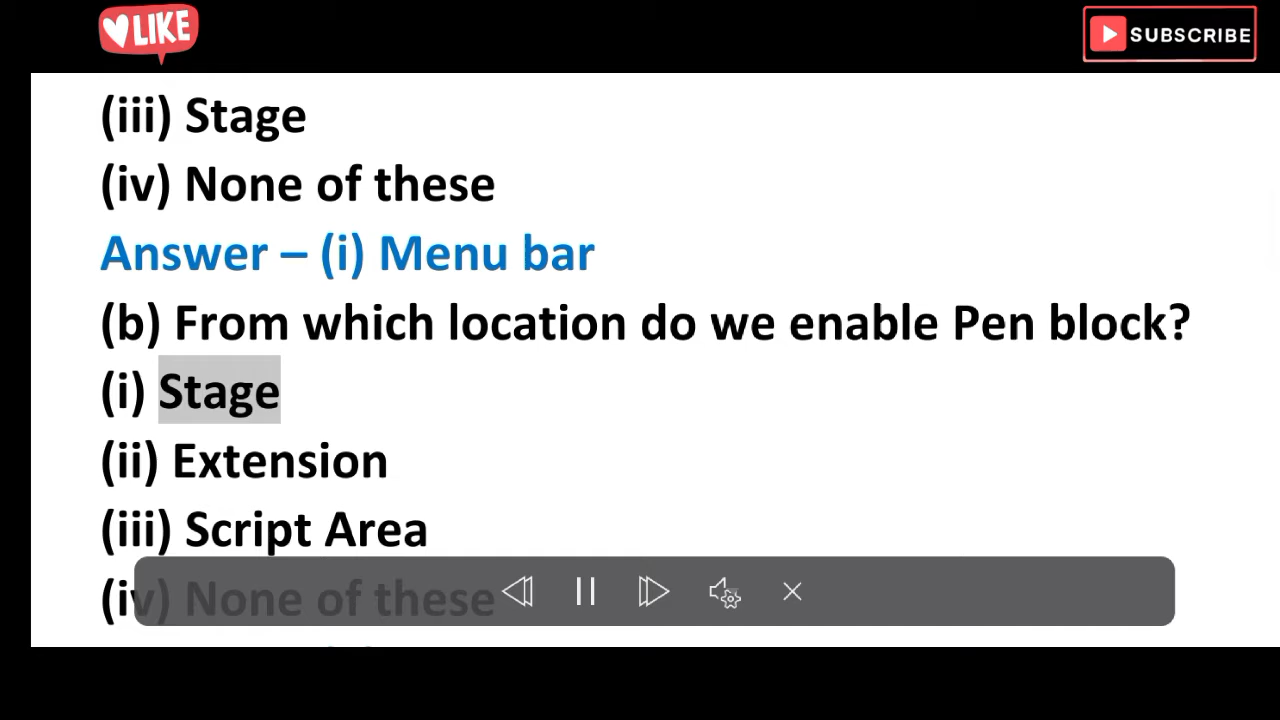 LIKE
SUBSCRIBE
(iii) Stage
(iv) None of these
Answer – (i) Menu bar
(b) From which location do we enable Pen block?
(i) Stage
(ii) Extension
(iii) Script Area
(iv) None of these